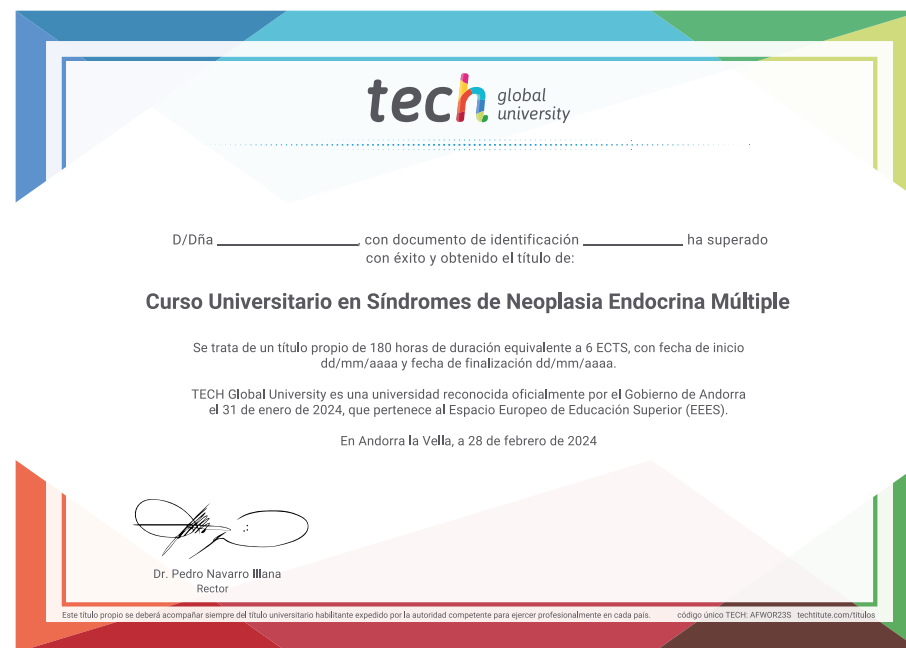 tech global university
D/Dña ____________, con documento de identificación ____________ ha superado
con éxito y obtenido el título de:
Curso Universitario en Síndromes de Neoplasia Endocrina Múltiple
Se trata de un título propio de 180 horas de duración equivalente a 6 ECTS, con fecha de inicio
dd/mm/aaaa y fecha de finalización dd/mm/aaaa.
TECH Global University es una universidad reconocida oficialmente por el Gobierno de Andorra
el 31 de enero de 2024, que pertenece al Espacio Europeo de Educación Superior (EEES).
En Andorra la Vella, a 28 de febrero de 2024
Dr. Pedro Navarro Illana
Rector
Este título propio se deberá acompañar siempre del título universitario habilitante expedido por la autoridad competente para ejercer profesionalmente en cada país. código único TECH: AFWOR23S techtitute.com/títulos